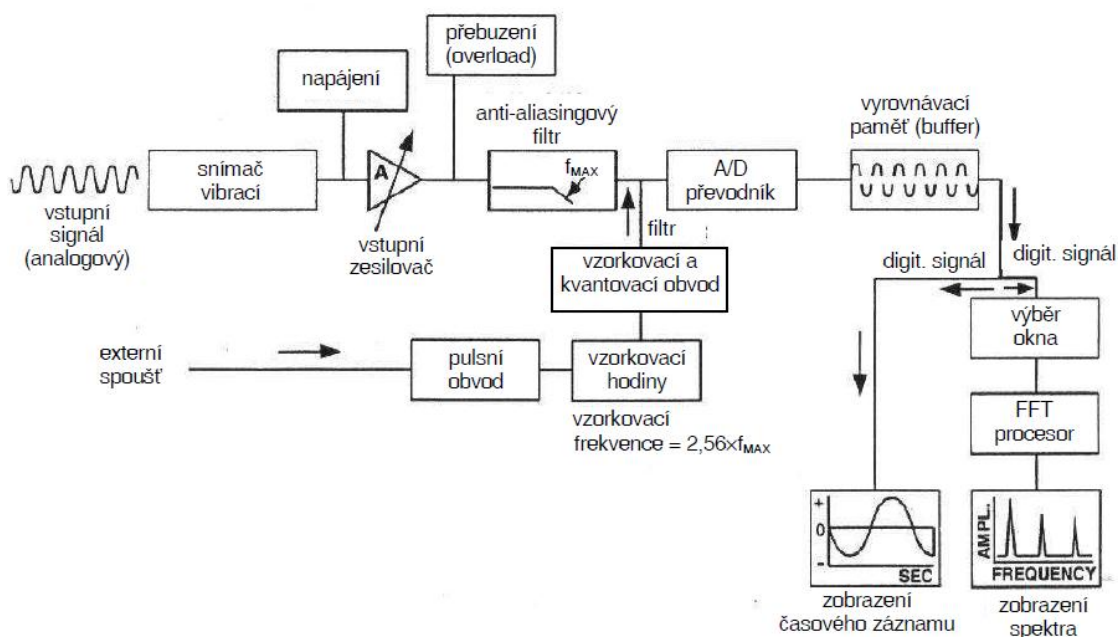 přebuzení
(overload)
napájení
anti-aliasingový
filtr
vyrovnávací
paměť (buffer)
snímač
vibrací
A
fMAX
A/D
převodník
vstupní
signál
(analogový)
vstupní
zesilovač
filtr
digit. signál
digit. signál
vzorkovací a
kvantovací obvod
výběr
okna
externí
spoušť
pulsní
obvod
vzorkovací
hodiny
FFT
procesor
vzorkovací
frekvence = 2,56×fMAX
+
0
-
SEC
AMPL.
FREQUENCY
zobrazení
časového záznamu
zobrazení
spektra